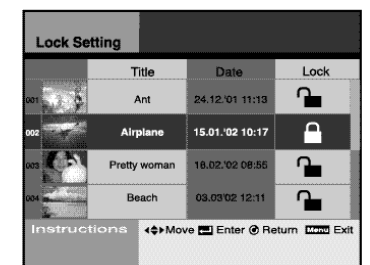 Lock Setting
Title Date Lock
001 Ant 24.12.'01 11:13
002 Airplane 15.01.'02 10:17
003 Pretty woman 16.02.'02 08:55
004 Beach 03.03'02 12:11
Instructions Move Enter Return Menu Exit